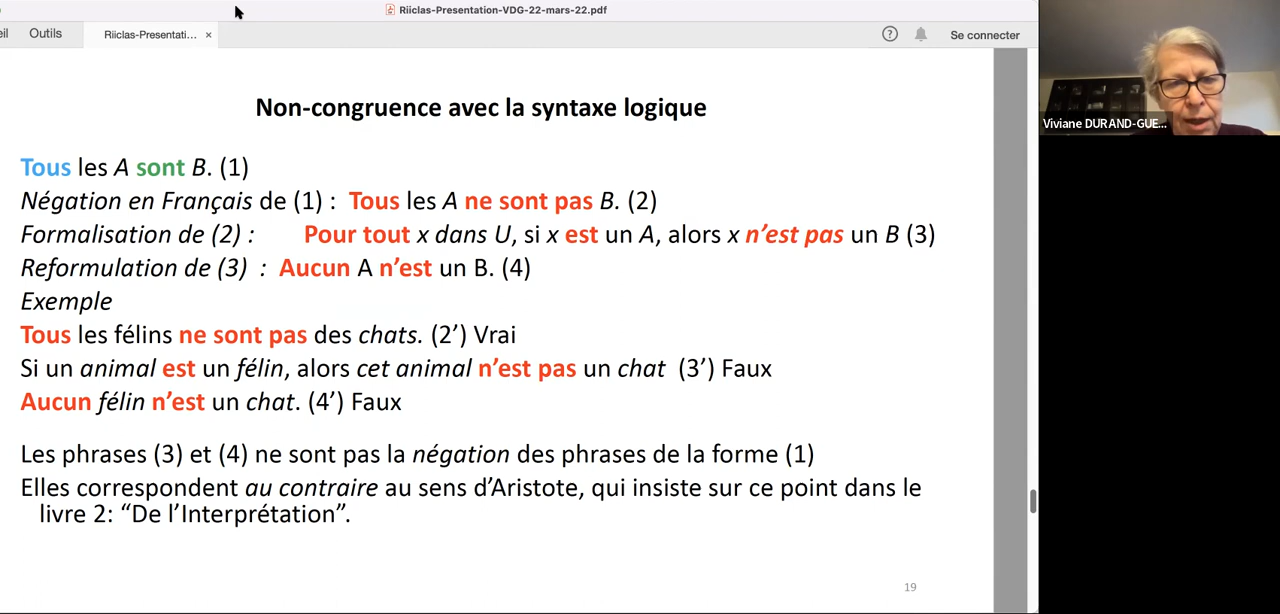 Riiclas-Presentation-VDG-22-mars-22.pdf
Outils
Riiclas-Presentati... ×
? Se connecter
Viviane DURAND-GUE...
Non-congruence avec la syntaxe logique
Tous les A sont B. (1)
Négation en Français de (1) : Tous les A ne sont pas B. (2)
Formalisation de (2) : Pour tout x dans U, si x est un A, alors x n’est pas un B (3)
Reformulation de (3) : Aucun A n’est un B. (4)
Exemple
Tous les félins ne sont pas des chats. (2’) Vrai
Si un animal est un félin, alors cet animal n’est pas un chat (3’) Faux
Aucun félin n’est un chat. (4’) Faux
Les phrases (3) et (4) ne sont pas la négation des phrases de la forme (1)
Elles correspondent au contraire au sens d’Aristote, qui insiste sur ce point dans le
livre 2: “De l’Interprétation”.
19